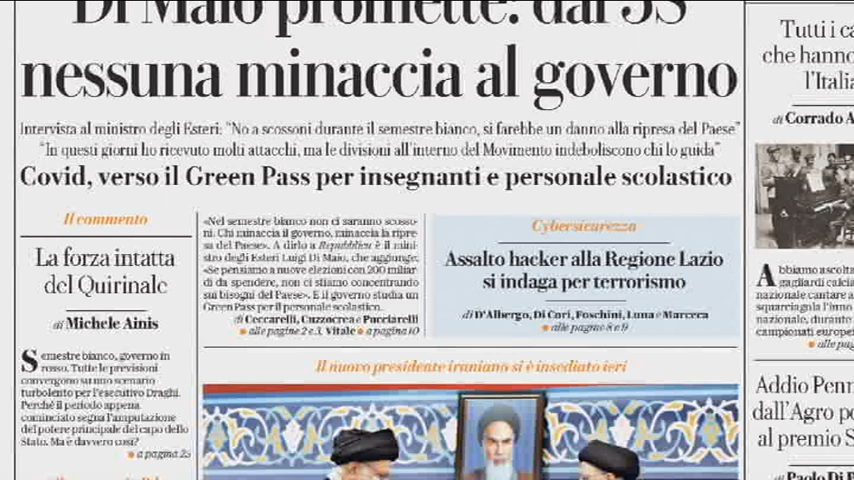 Di Maio promette: dai 5S
nessuna minaccia al governo
Intervista al ministro degli Esteri: “No a scossoni durante il semestre bianco, si farebbe un danno alla ripresa del Paese”
“In questi giorni ho ricevuto molti attacchi, ma le divisioni all'interno del Movimento indeboliscono chi lo guida”
Covid, verso il Green Pass per insegnanti e personale scolastico
Il commento
La forza intatta
del Quirinale
di Michele Ainis
Semestre bianco, governo in
rosso. Tutte le previsioni
convengono su uno scenario
turbolento per l'esecutivo Draghi.
Perché il periodo appena
cominciato segna l'amputazione
del potere principale del capo dello
Stato. Ma è davvero così?
a pagina 25
«Nel semestre bianco non ci saranno scosso-
ni. Chi minaccia il governo, minaccia la ripre-
sa del Paese». A dirlo a Repubblica è il mini-
stro degli Esteri Luigi Di Maio, che aggiunge:
«Se pensiamo a nuove elezioni con 200 miliar-
di da spendere, non ci stiamo concentrando
sui bisogni del Paese». E il governo studia un
Green Pass per il personale scolastico.
di Ceccarelli, Cuzzocrea e Pucciarelli
alle pagine 2 e 3, Vitale a pagina 10
Cybersicurezza
Assalto hacker alla Regione Lazio
si indaga per terrorismo
di D'Albergo, Di Cori, Foschini, Luna e Marceca
alle pagine 8 e 9
Il nuovo presidente iraniano si è insediato ieri
Tutti i
che hanno
l'Italia
di Corrado A
Abbiamo ascolta
gagliardi calcia
nazionale cantare a
squarciagola l'inno
nazionale, durante
campionati europei
alle pag
Addio Penn
dall'Agro po
al premio S
di Paolo Di P